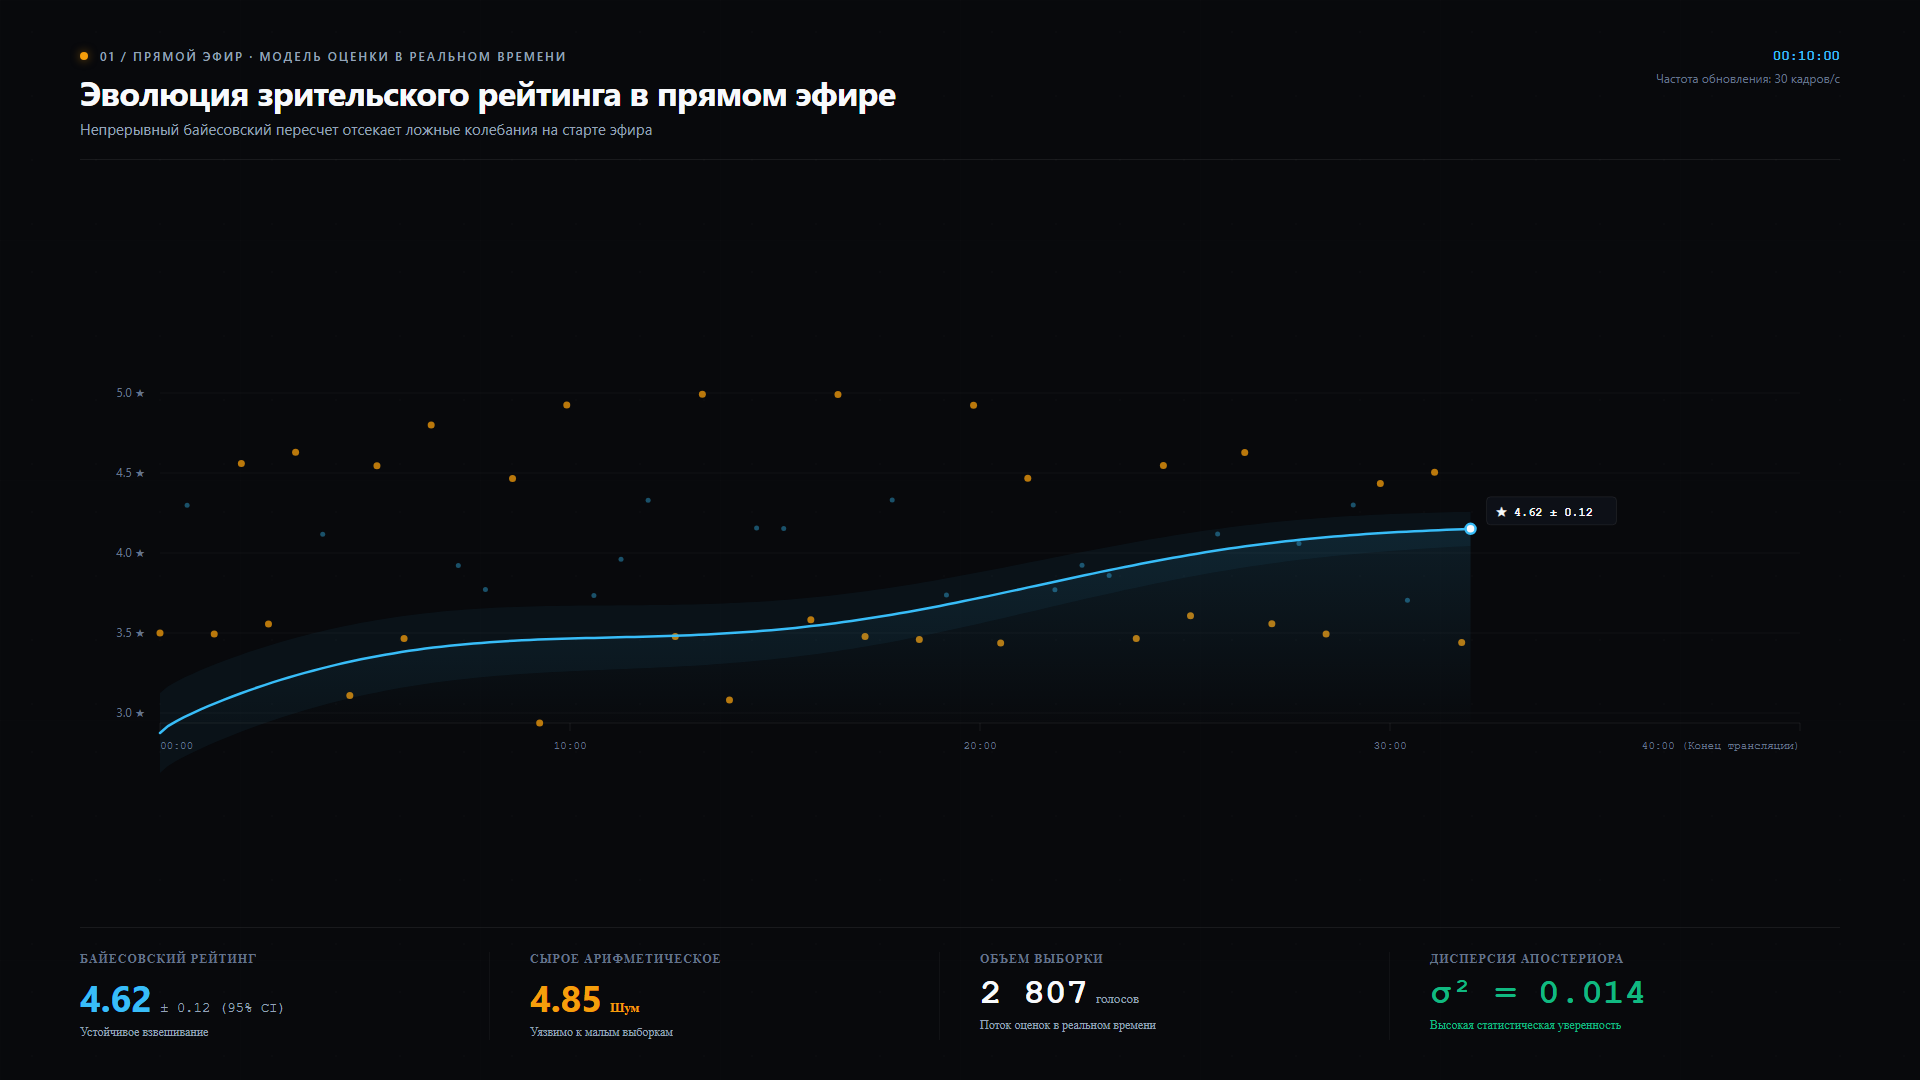 01 / ПРЯМОЙ ЭФИР · МОДЕЛЬ ОЦЕНКИ В РЕАЛЬНОМ ВРЕМЕНИ
00:10:00
Эволюция зрительского рейтинга в прямом эфире
Частота обновления: 30 кадров/с
Непрерывный байесовский пересчет отсекает ложные колебания на старте эфира
5.0 ★
4.5 ★
★ 4.62 ± 0.12
4.0 ★
3.5 ★
3.0 ★
00:00
10:00
20:00
30:00
40:00 (Конец трансляции)
БАЙЕСОВСКИЙ РЕЙТИНГ
4.62 ± 0.12 (95% CI)
Устойчивое взвешивание
СЫРОЕ АРИФМЕТИЧЕСКОЕ
4.85 Шум
Уязвимо к малым выборкам
ОБЪЕМ ВЫБОРКИ
2 807 голосов
Поток оценок в реальном времени
ДИСПЕРСИЯ АПОСТЕРИОРА
σ² = 0.014
Высокая статистическая уверенность